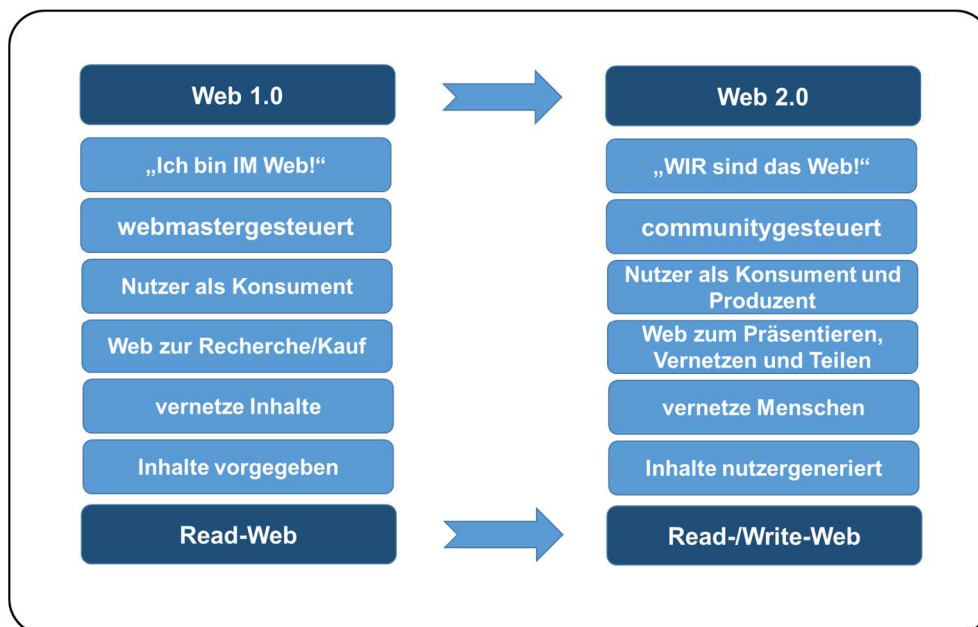 Web 1.0
„Ich bin IM Web!“
webmastergesteuert
Nutzer als Konsument
Web zur Recherche/Kauf
vernetze Inhalte
Inhalte vorgegeben
Read-Web
Web 2.0
„WIR sind das Web!“
communitygesteuert
Nutzer als Konsument und
Produzent
Web zum Präsentieren,
Vernetzen und Teilen
vernetze Menschen
Inhalte nutzergeneriert
Read-/Write-Web